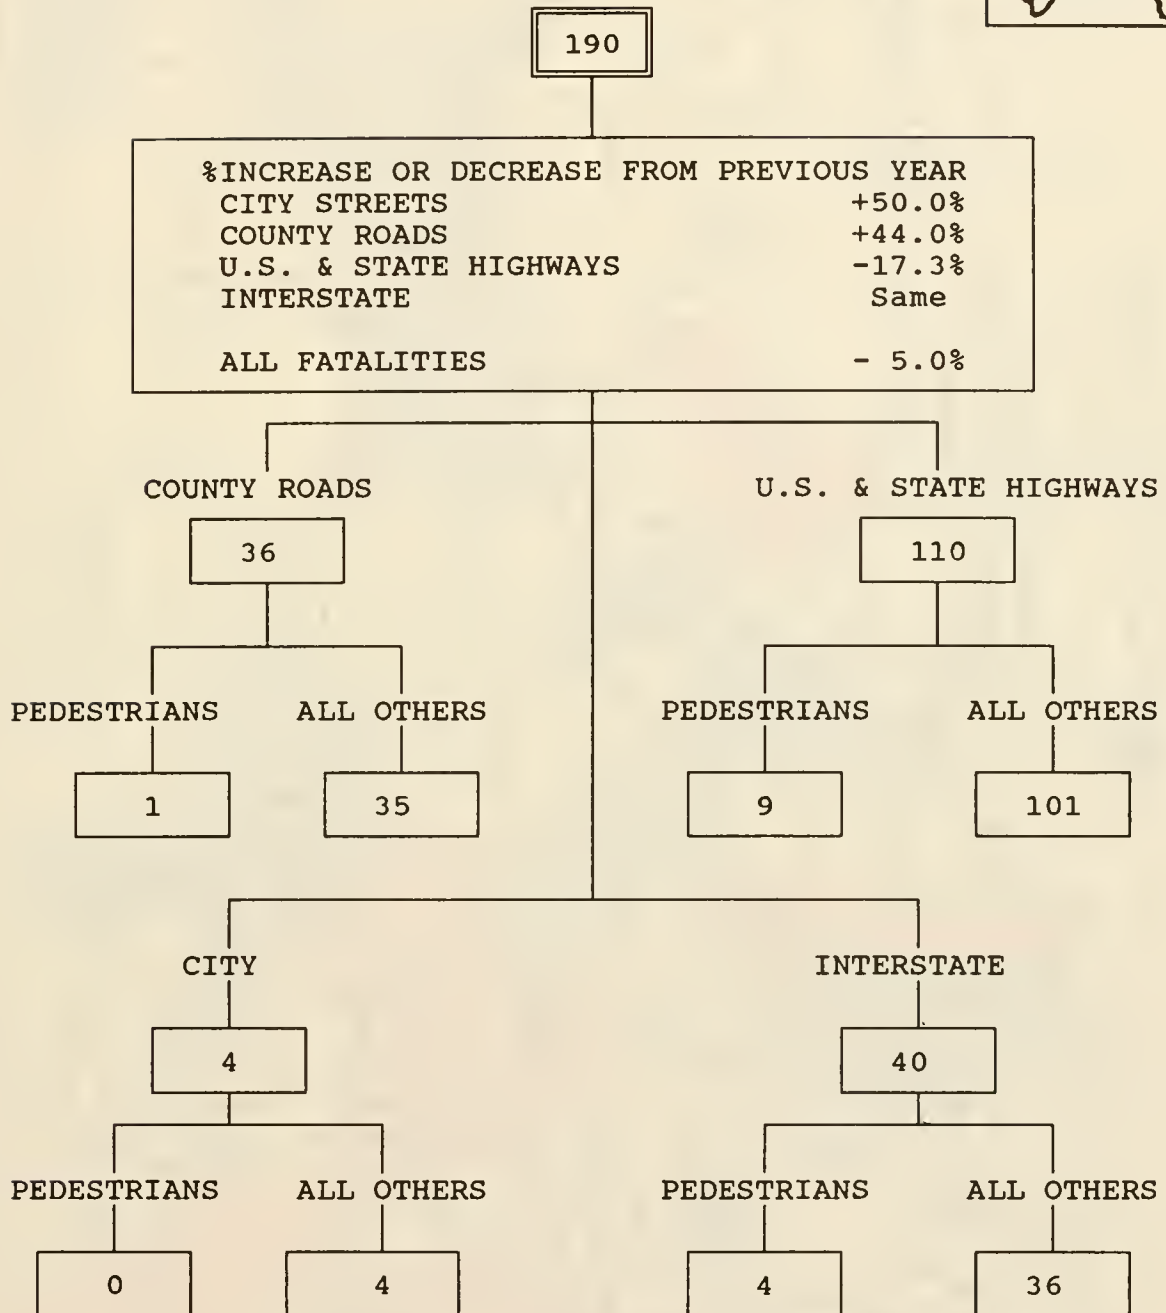 190
%INCREASE OR DECREASE FROM PREVIOUS YEAR
CITY STREETS +50.0%
COUNTY ROADS +44.0%
U.S. & STATE HIGHWAYS -17.3%
INTERSTATE Same
ALL FATALITIES - 5.0%
COUNTY ROADS U.S. & STATE HIGHWAYS
36 110
PEDESTRIANS ALL OTHERS PEDESTRIANS ALL OTHERS
1 35 9 101
CITY INTERSTATE
4 40
PEDESTRIANS ALL OTHERS PEDESTRIANS ALL OTHERS
0 4 4 36